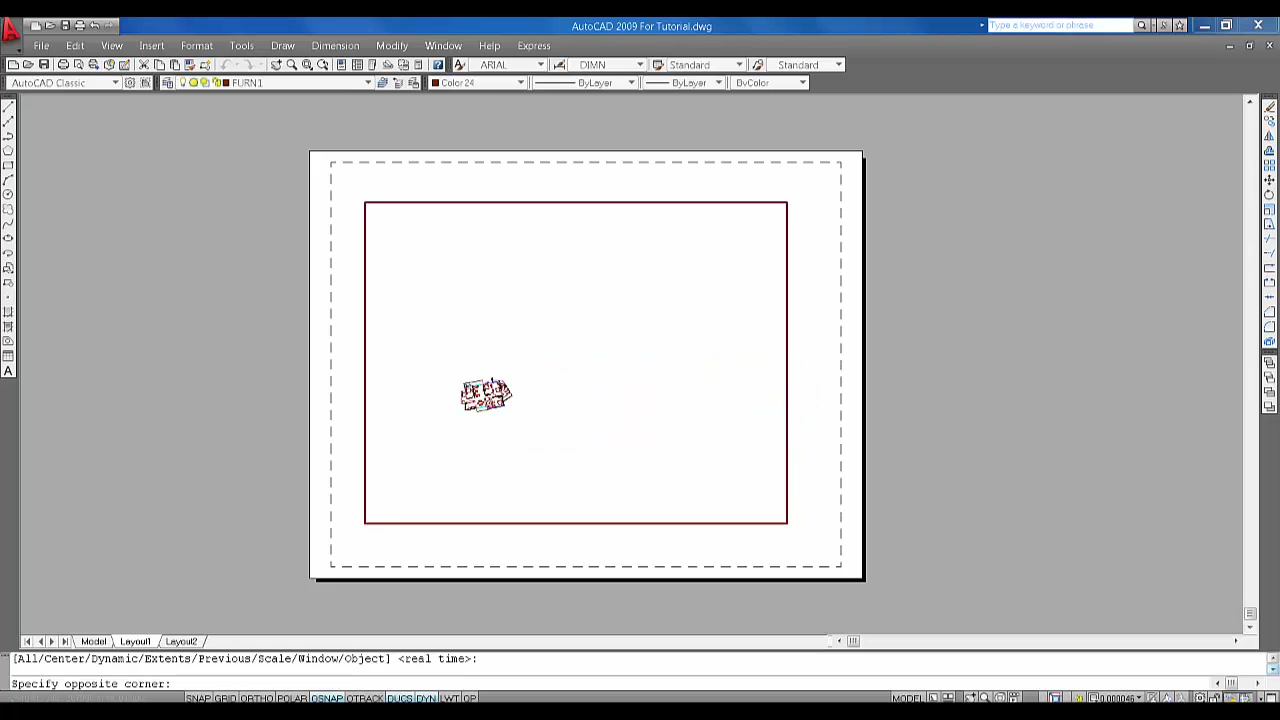 AutoCAD 2009 For Tutorial.dwg
Type a keyword or phrase
File Edit View Insert Format Tools Draw Dimension Modify Window Help Express
ARIAL DIMN Standard Standard
AutoCAD Classic FURN1 Color 24 ByLayer ByLayer ByColor
A
Model Layout1 Layout2
[All/Center/Dynamic/Extents/Previous/Scale/Window/Object] <real time>:
Specify opposite corner:
SNAP GRID ORTHO POLAR OSNAP OTRACK DUCS DYN LWT QP MODEL 0.000046